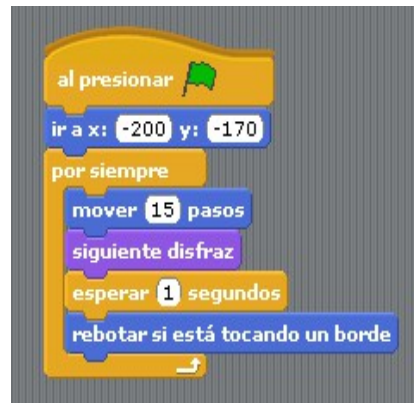 al presionar
ir a x: -200 y: -170
por siempre
mover 15 pasos
siguiente disfraz
esperar 1 segundos
rebotar si está tocando un borde